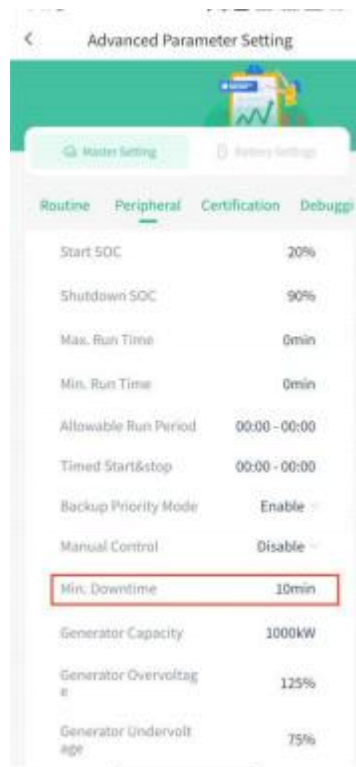 Advanced Parameter Setting
Master Setting
Battery Settings
Routine Peripheral Certification Debuggi
Start SOC 20%
Shutdown SOC 90%
Max. Run Time 0min
Min. Run Time 0min
Allowable Run Period 00:00 - 00:00
Timed Start&stop 00:00 - 00:00
Backup Priority Mode Enable
Manual Control Disable
Min. Downtime 10min
Generator Capacity 1000kW
Generator Overvoltag
e 125%
Generator Undervolt
age 75%